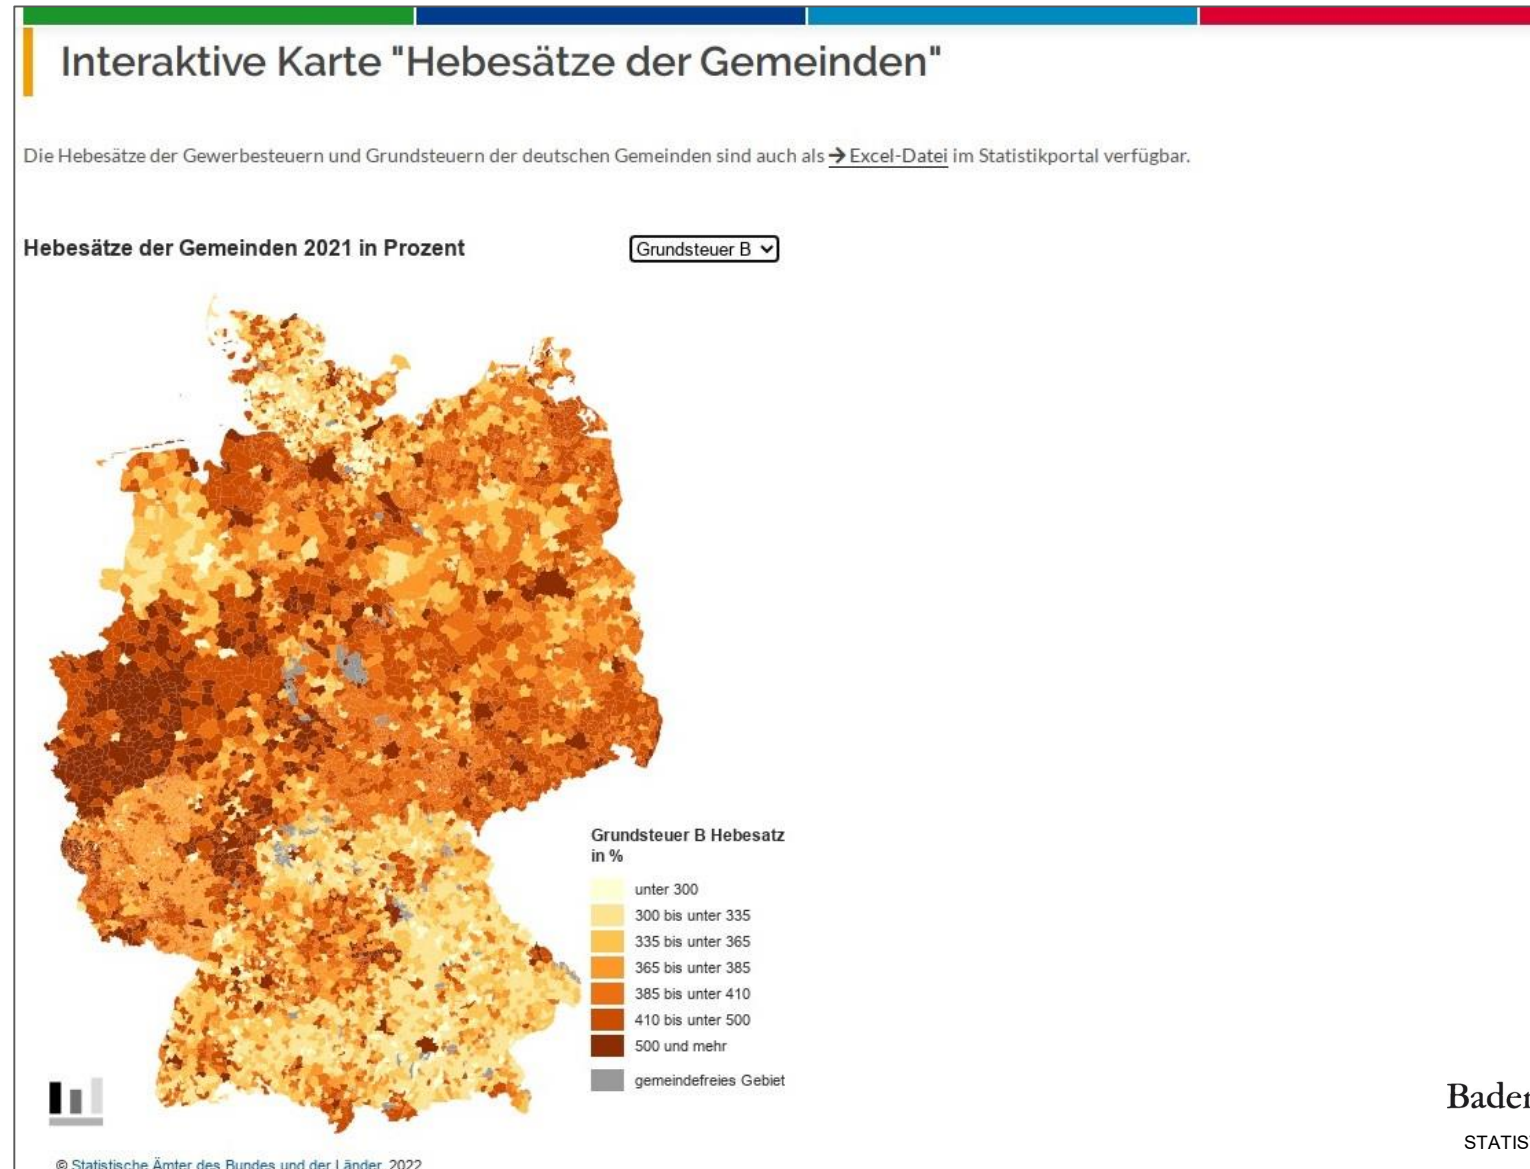 Interaktive Karte "Hebesätze der Gemeinden"
Die Hebesätze der Gewerbesteuern und Grundsteuern der deutschen Gemeinden sind auch als → Excel-Datei im Statistikportal verfügbar.
Hebesätze der Gemeinden 2021 in Prozent
Grundsteuer B
Grundsteuer B Hebesatz
in %
unter 300
300 bis unter 335
335 bis unter 365
365 bis unter 385
385 bis unter 410
410 bis unter 500
500 und mehr
gemeindefreies Gebiet
© Statistische Ämter des Bundes und der Länder, 2022